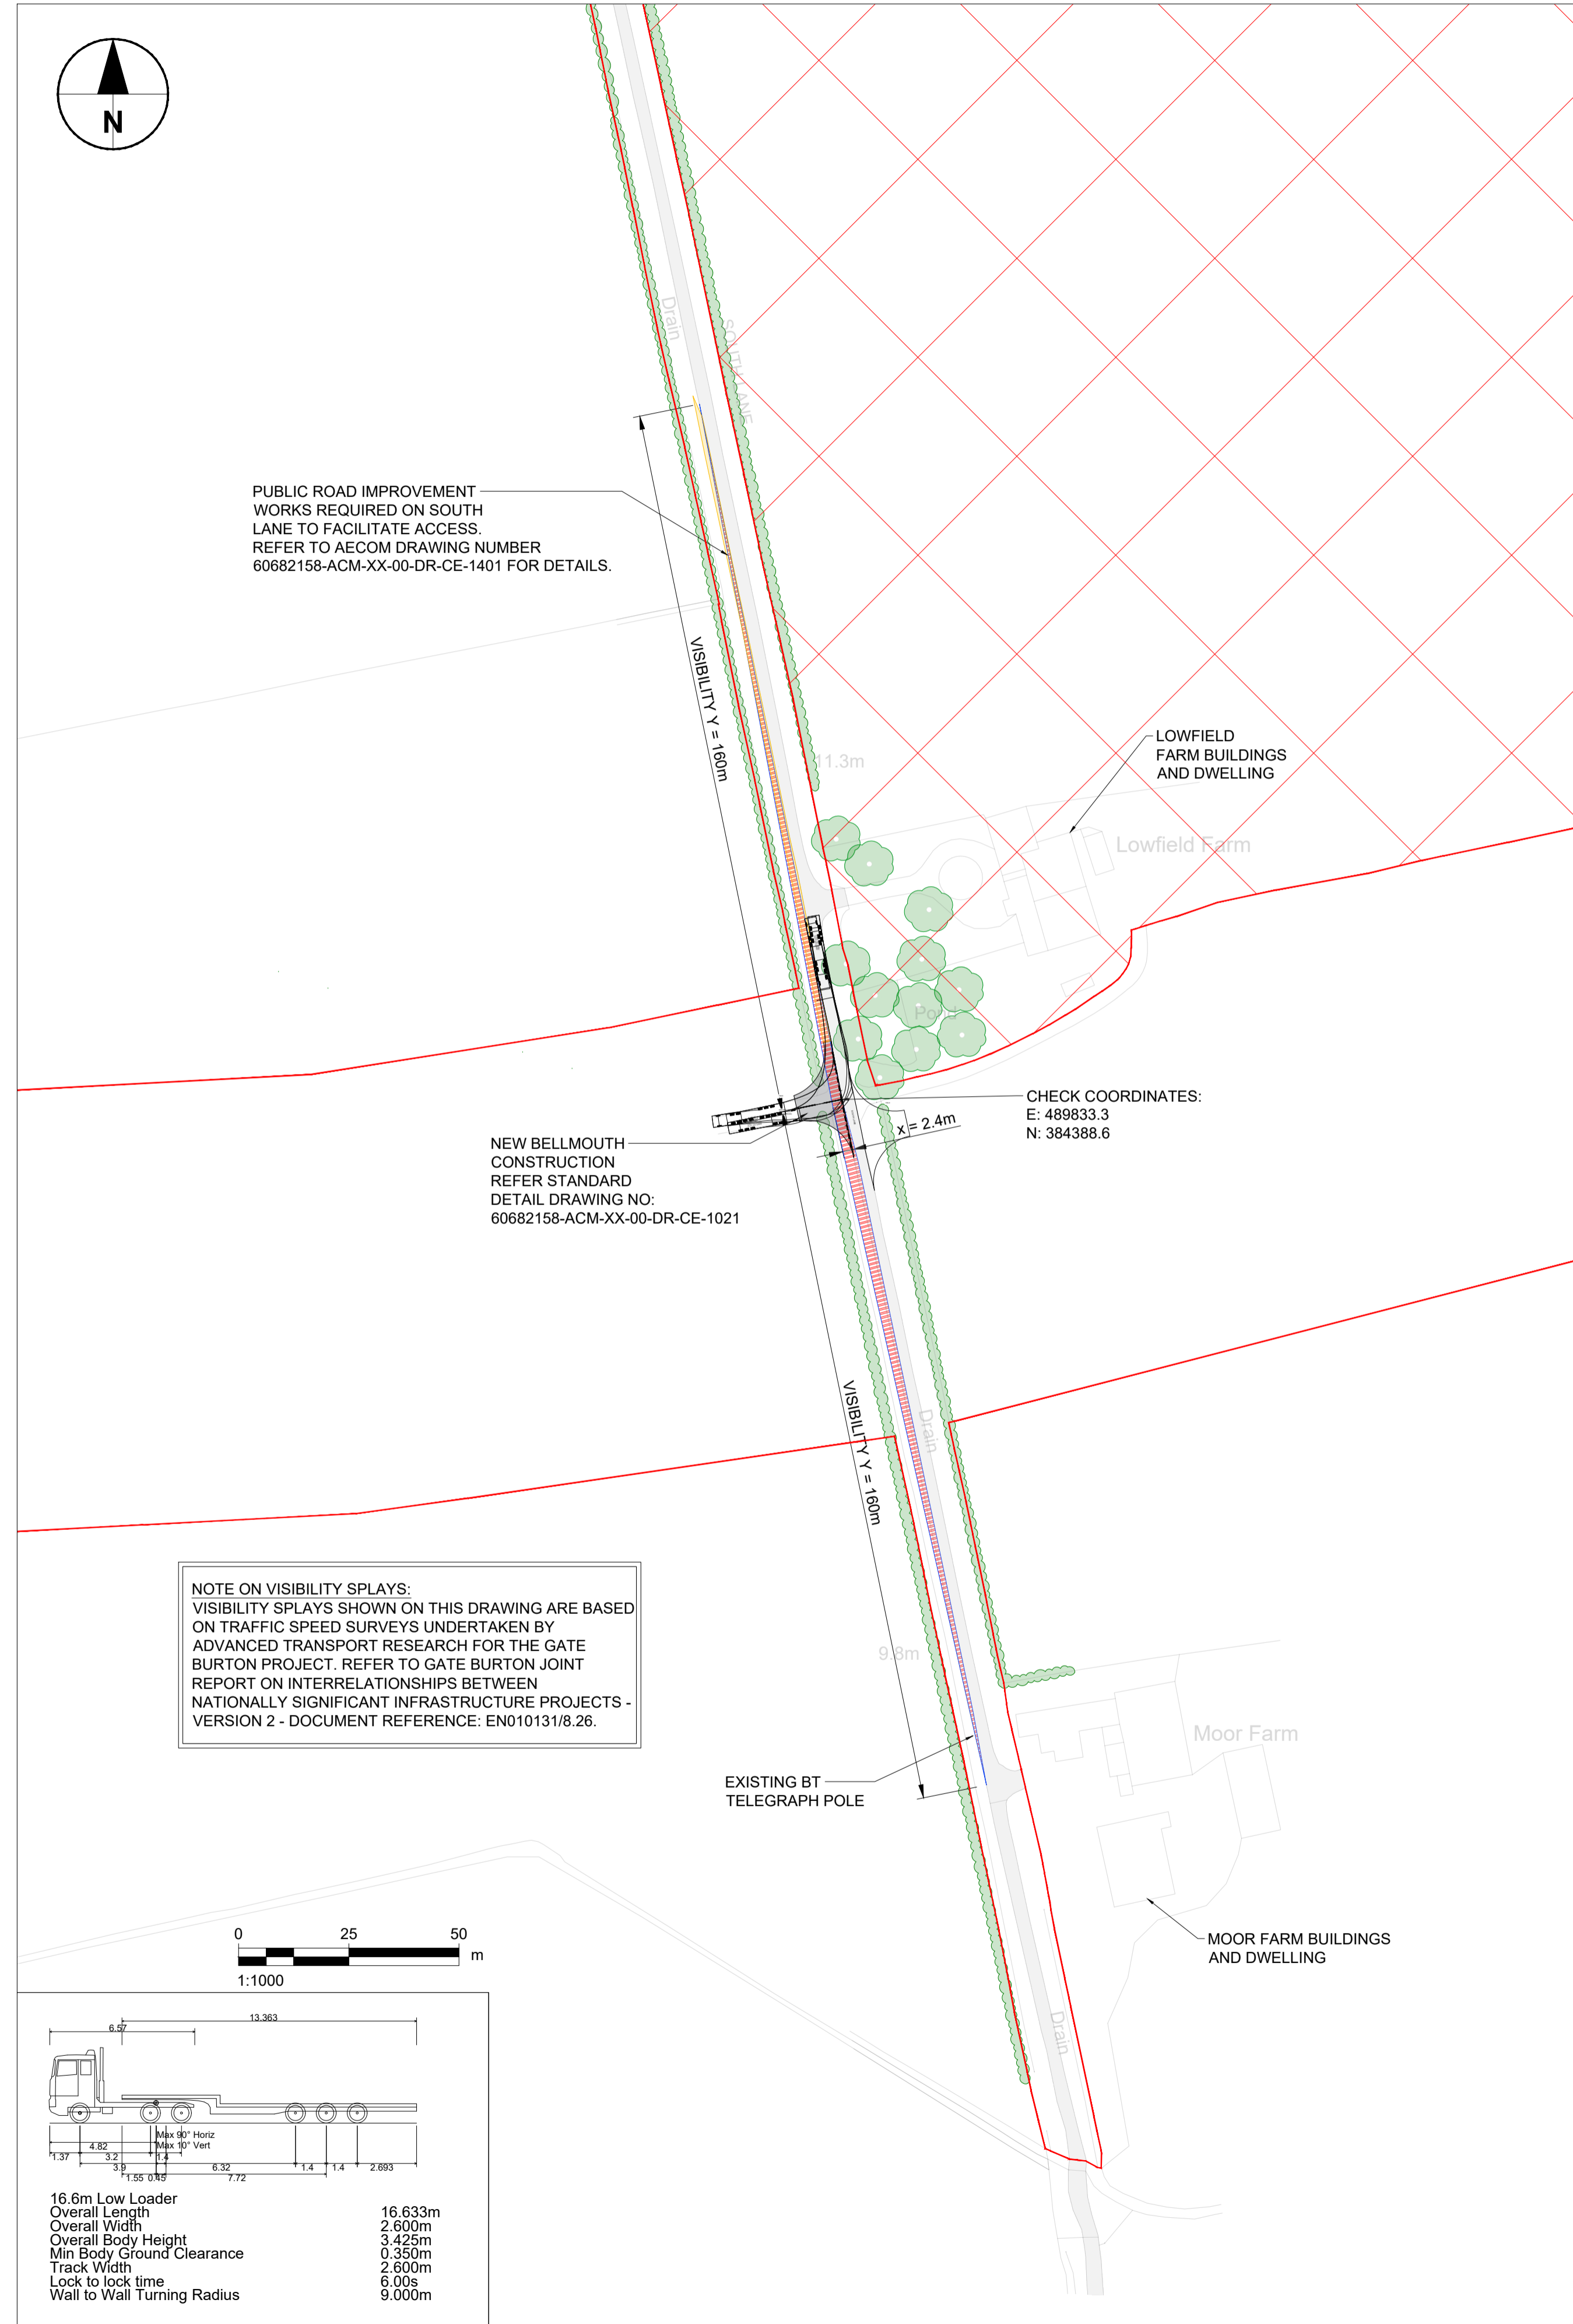 N
Drain
SOUTH LANE
PUBLIC ROAD IMPROVEMENT
WORKS REQUIRED ON SOUTH
LANE TO FACILITATE ACCESS.
REFER TO AECOM DRAWING NUMBER
60682158-ACM-XX-00-DR-CE-1401 FOR DETAILS.
VISIBILITY Y = 160m
11.3m
LOWFIELD
FARM BUILDINGS
AND DWELLING
Lowfield Farm
Pond
CHECK COORDINATES:
E: 489833.3
N: 384388.6
x = 2.4m
NEW BELLMOUTH
CONSTRUCTION
REFER STANDARD
DETAIL DRAWING NO:
60682158-ACM-XX-00-DR-CE-1021
VISIBILITY Y = 160m
Drain
NOTE ON VISIBILITY SPLAYS:
VISIBILITY SPLAYS SHOWN ON THIS DRAWING ARE BASED
ON TRAFFIC SPEED SURVEYS UNDERTAKEN BY
ADVANCED TRANSPORT RESEARCH FOR THE GATE
BURTON PROJECT. REFER TO GATE BURTON JOINT
REPORT ON INTERRELATIONSHIPS BETWEEN
NATIONALLY SIGNIFICANT INFRASTRUCTURE PROJECTS -
VERSION 2 - DOCUMENT REFERENCE: EN010131/8.26.
9.8m
Moor Farm
EXISTING BT
TELEGRAPH POLE
MOOR FARM BUILDINGS
AND DWELLING
Drain
0 25 50
m
1:1000
13.363
6.57
Max 90° Horiz
Max 10° Vert
4.82
1.37 3.2 1.4
3.9 6.32 1.4 1.4 2.693
1.55 0.45 7.72
16.6m Low Loader
Overall Length 16.633m
Overall Width 2.600m
Overall Body Height 3.425m
Min Body Ground Clearance 0.350m
Track Width 2.600m
Lock to lock time 6.00s
Wall to Wall Turning Radius 9.000m